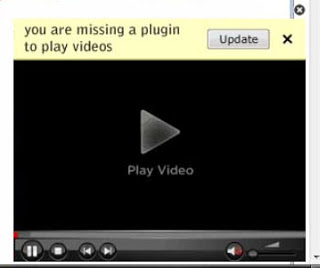 you are missing a plugin
to play videos
Update
Play Video